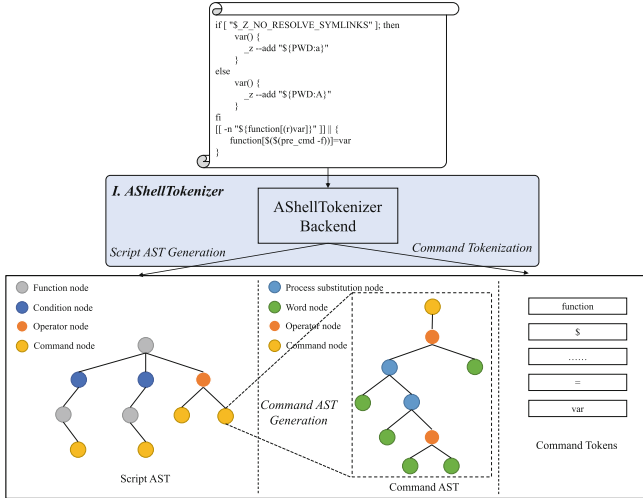 if [ "$_Z_NO_RESOLVE_SYMLINKS" ]; then
var() {
_z --add "${PWD:a}"
}
else
var() {
_z --add "${PWD:A}"
}
fi
[[ -n "${function[(r)var]}" ]] || {
function[$($(pre_cmd -f))]=var
}
I. AShellTokenizer
AShellTokenizer
Backend
Script AST Generation
Command Tokenization
Function node
Condition node
Operator node
Command node
Script AST
Process substitution node
Word node
Operator node
Command node
Command AST
Generation
Command AST
function
$
……
=
var
Command Tokens